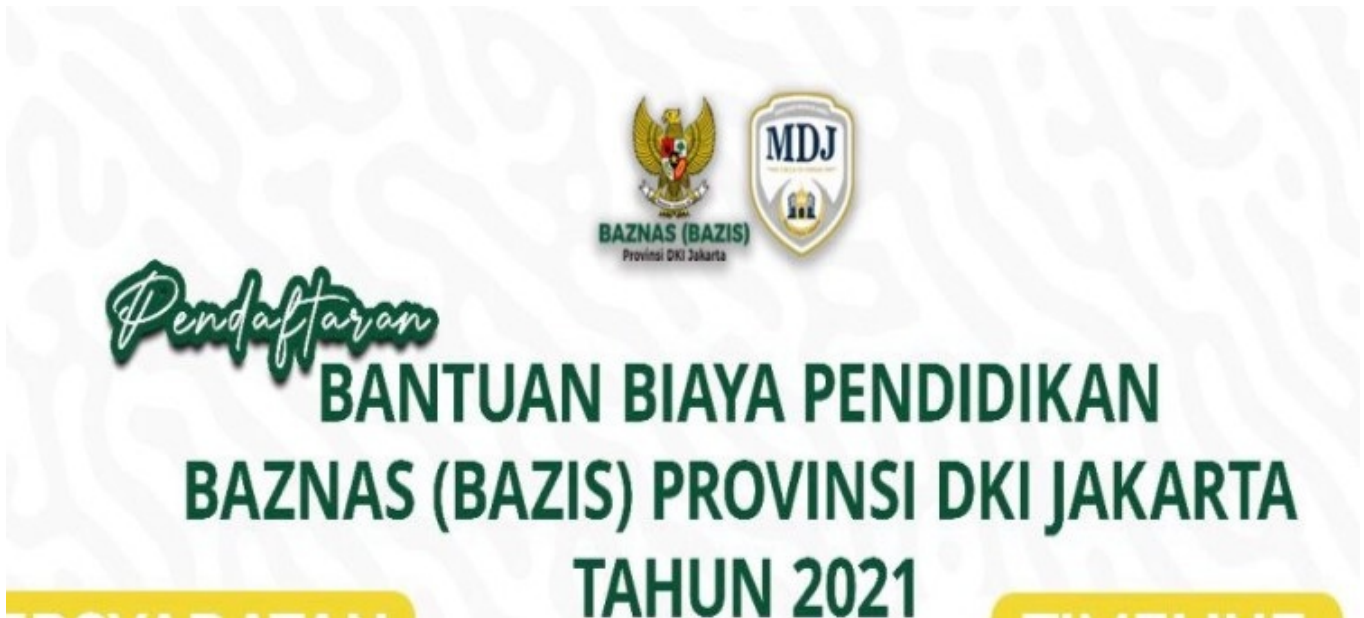 MDJ
BAZNAS (BAZIS)
Provinsi DKI Jakarta
Pendaftaran
BANTUAN BIAYA PENDIDIKAN
BAZNAS (BAZIS) PROVINSI DKI JAKARTA
TAHUN 2021